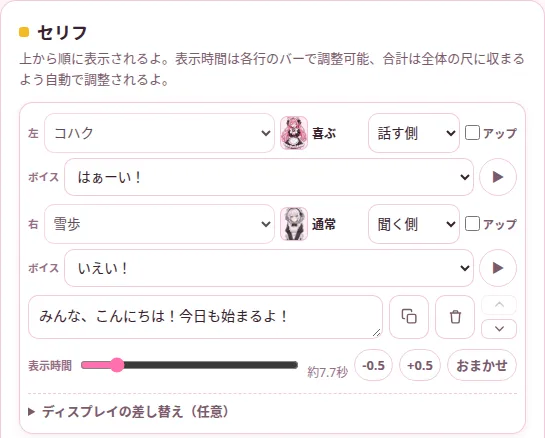 セリフ
上から順に表示されるよ。表示時間は各行のバーで調整可能、合計は全体の尺に収まる
よう自動で調整されるよ。
左 コハク 喜ぶ 話す側 アップ
ボイス はぁーい！
右 雪歩 通常 聞く側 アップ
ボイス いえい！
みんな、こんにちは！今日も始まるよ！
表示時間 約7.7秒 -0.5 +0.5 おまかせ
ディスプレイの差し替え（任意）